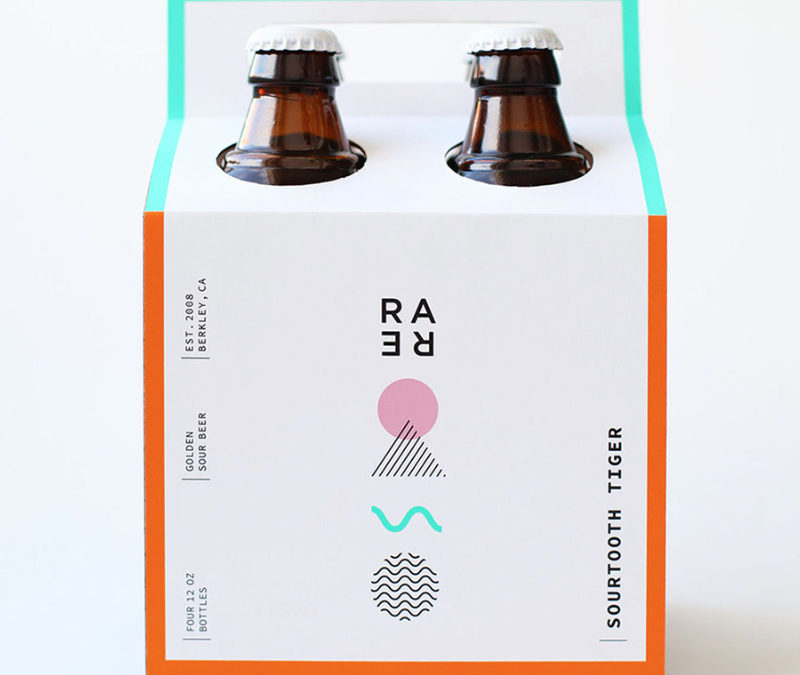 RA
RE
EST. 2008
BERKLEY, CA
GOLDEN
SOUR BEER
FOUR 12 OZ
BOTTLES
SOURTOOTH TIGER